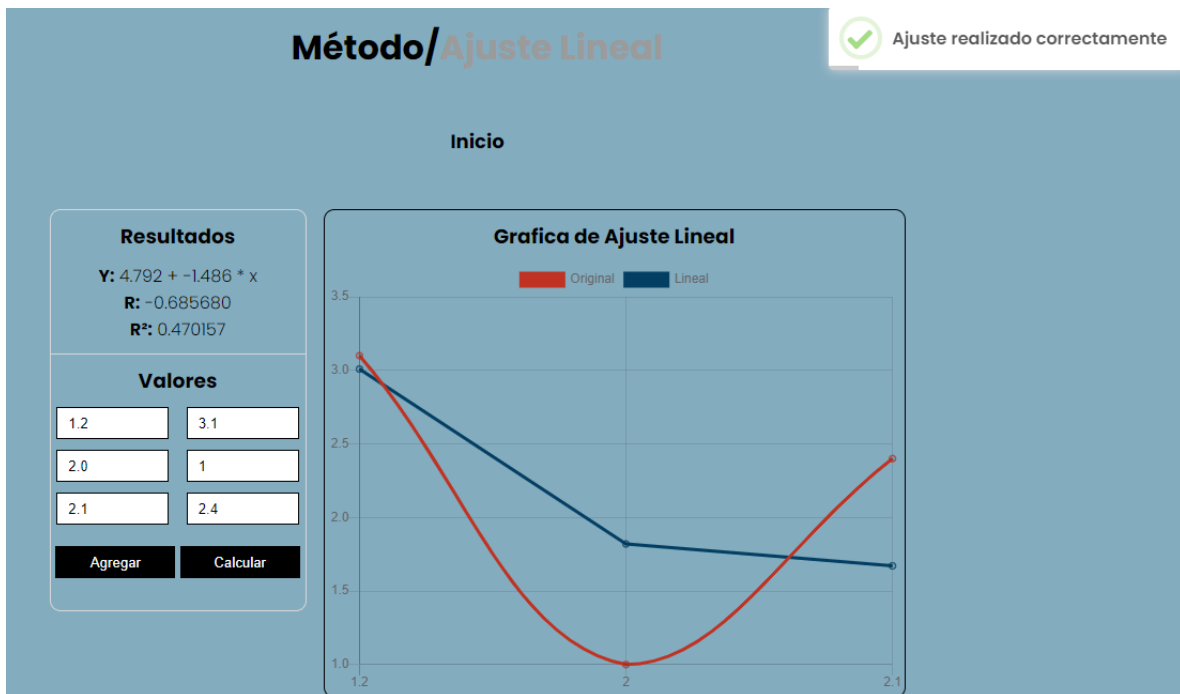 Método/Ajuste Lineal
Ajuste realizado correctamente
Inicio
Resultados
Y: 4.792 + -1.486 * x
R: -0.685680
R²: 0.470157
Valores
1.2 3.1
2.0 1
2.1 2.4
Agregar Calcular
Grafica de Ajuste Lineal
Original Lineal
3.5
3.0
2.5
2.0
1.5
1.0
1.2 2 2.1